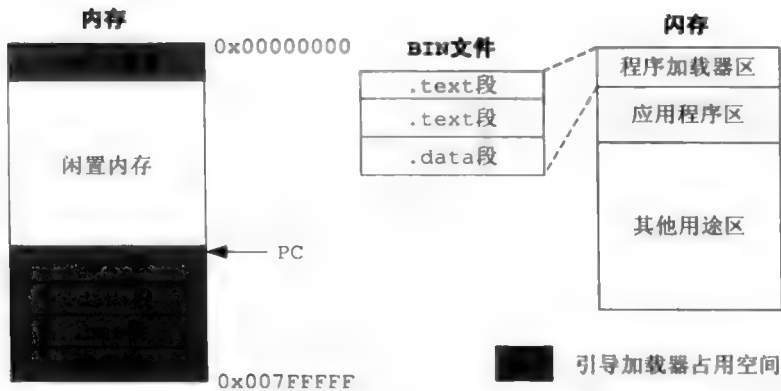 内存
0x00000000
闲置内存
PC
0x007FFFFF
BIN文件
.text段
.text段
.data段
闪存
程序加载器区
应用程序区
其他用途区
引导加载器占用空间